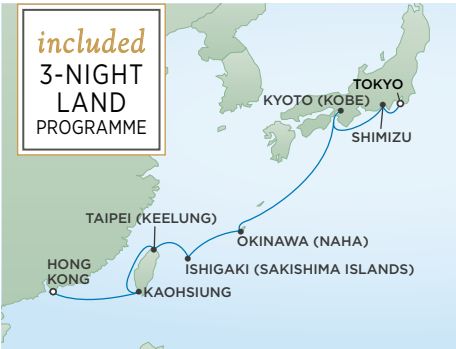 included
3-NIGHT
LAND
PROGRAMME
TOKYO
KYOTO (KOBE)
SHIMIZU
TAIPEI (KEELUNG)
OKINAWA (NAHA)
ISHIGAKI (SAKISHIMA ISLANDS)
HONG
KONG
KAOHSIUNG